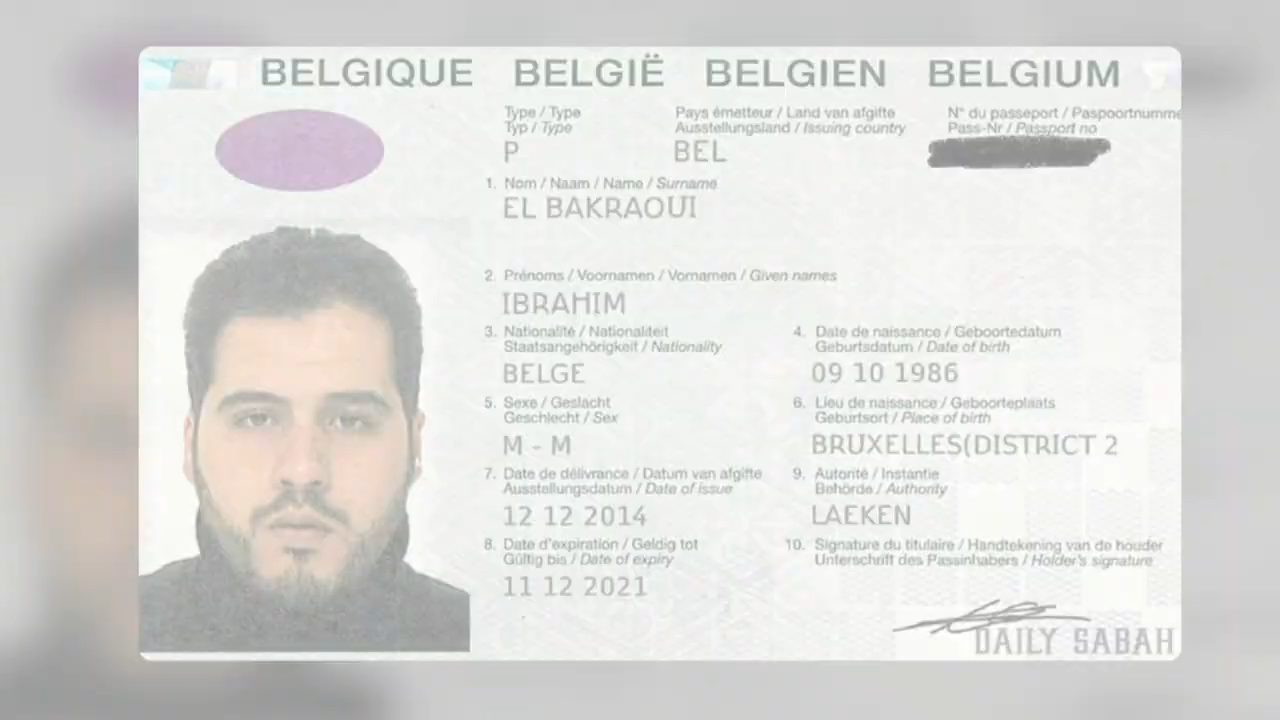 BELGIQUE BELGIË BELGIEN BELGIUM
Type / Type
Typ / Type
P
Pays émetteur / Land van afgifte
Ausstellungsland / Issuing country
BEL
N° du passeport / Paspoortnumme
Pass-Nr / Passport no
1. Nom / Naam / Name / Surname
EL BAKRAOUI
2. Prénoms / Voornamen / Vornamen / Given names
IBRAHIM
3. Nationalité / Nationaliteit
Staatsangehörigkeit / Nationality
BELGE
4. Date de naissance / Geboortedatum
Geburtsdatum / Date of birth
09 10 1986
5. Sexe / Geslacht
Geschlecht / Sex
M - M
6. Lieu de naissance / Geboorteplaats
Geburtsort / Place of birth
BRUXELLES(DISTRICT 2
7. Date de délivrance / Datum van afgifte
Ausstellungsdatum / Date of issue
12 12 2014
9. Autorité / Instantie
Behörde / Authority
LAEKEN
8. Date d'expiration / Geldig tot
Gültig bis / Date of expiry
11 12 2021
10. Signature du titulaire / Handtekening van de houder
Unterschrift des Passinhabers / Holder's signature
DAILY SABAH